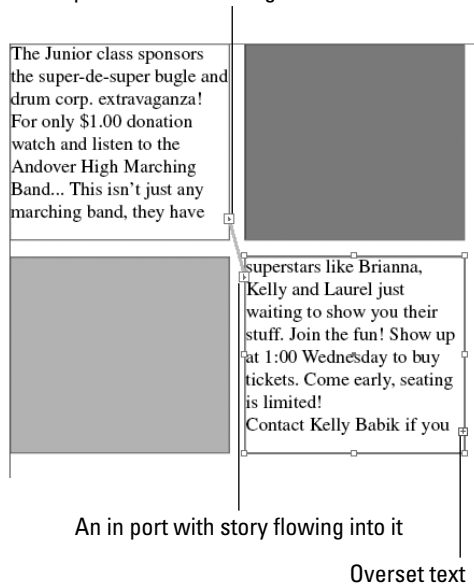 The Junior class sponsors
the super-de-super bugle and
drum corp. extravaganza!
For only $1.00 donation
watch and listen to the
Andover High Marching
Band... This isn't just any
marching band, they have
superstars like Brianna,
Kelly and Laurel just
waiting to show you their
stuff. Join the fun! Show up
at 1:00 Wednesday to buy
tickets. Come early, seating
is limited!
Contact Kelly Babik if you
An in port with story flowing into it
Overset text